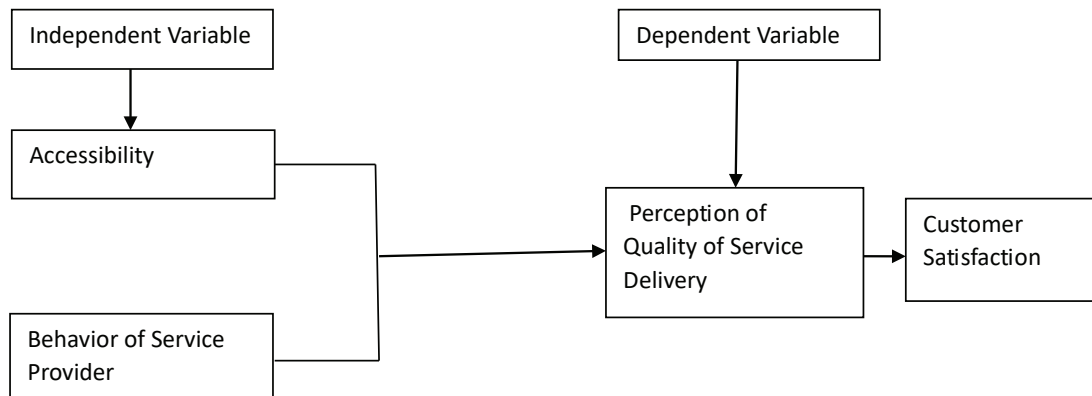 Independent Variable
Dependent Variable
Accessibility
Perception of
Quality of Service
Delivery
Customer
Satisfaction
Behavior of Service
Provider